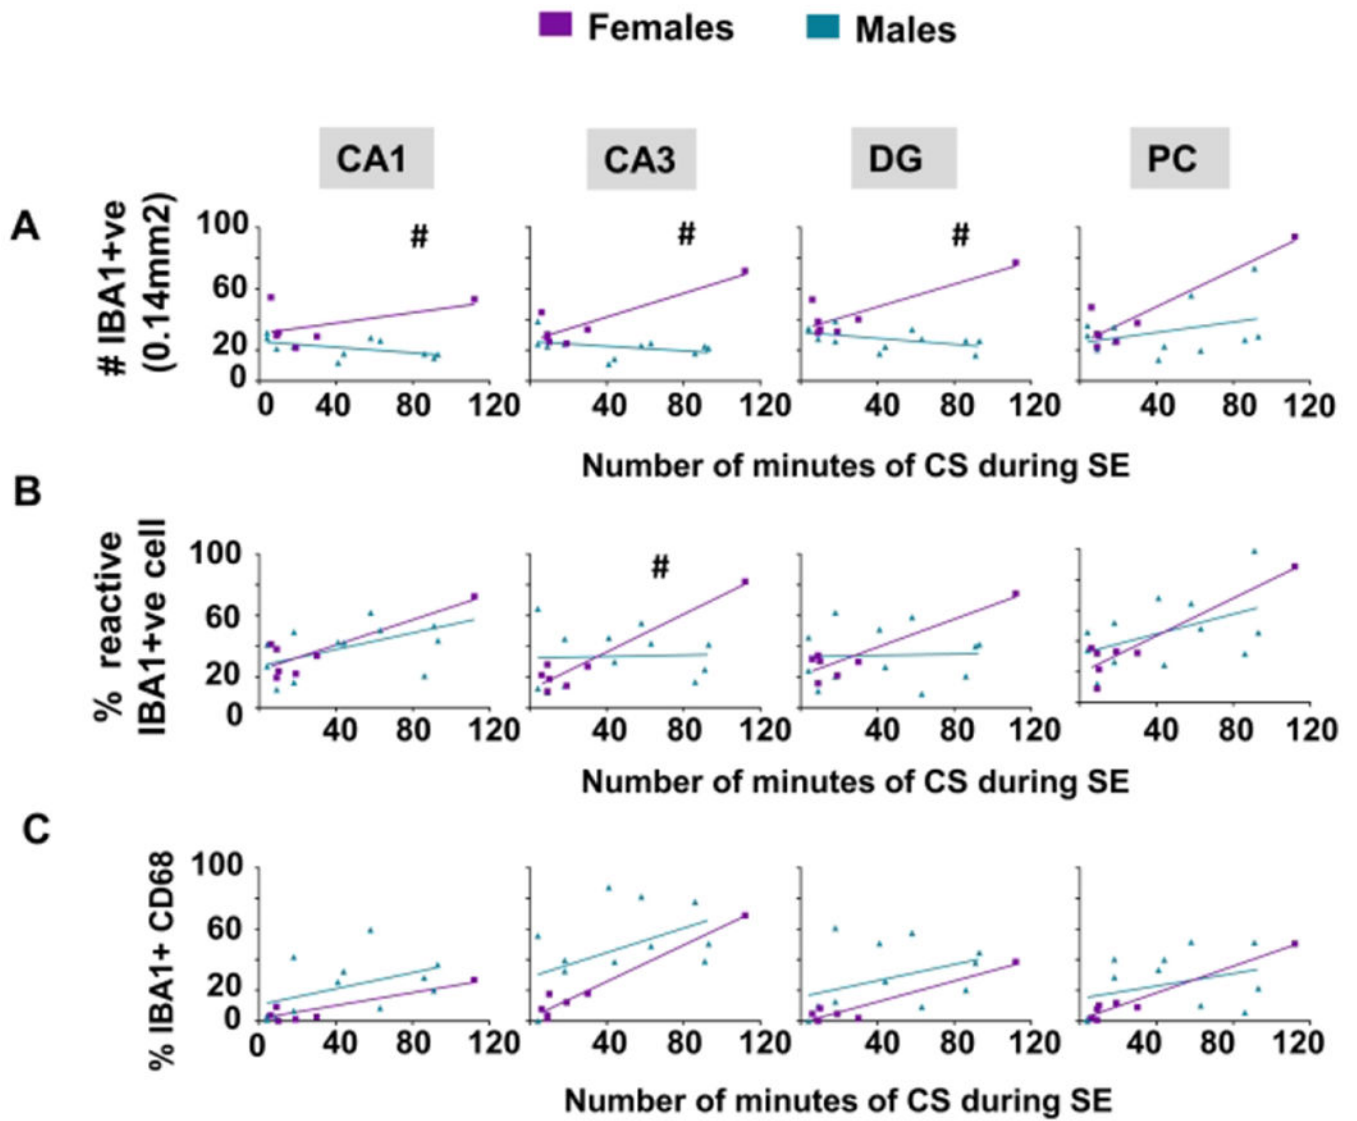 Females Males
CA1 CA3 DG PC
A
# IBA1+ve
(0.14mm2)
100
60
20
0
# # #
0 40 80 120 40 80 120 40 80 120 40 80 120
Number of minutes of CS during SE
B
% reactive
IBA1+ve cell
100
60
20
0
#
40 80 120 40 80 120 40 80 120 40 80 120
Number of minutes of CS during SE
C
% IBA1+ CD68
100
60
20
0
0 40 80 120 40 80 120 40 80 120 40 80 120
Number of minutes of CS during SE